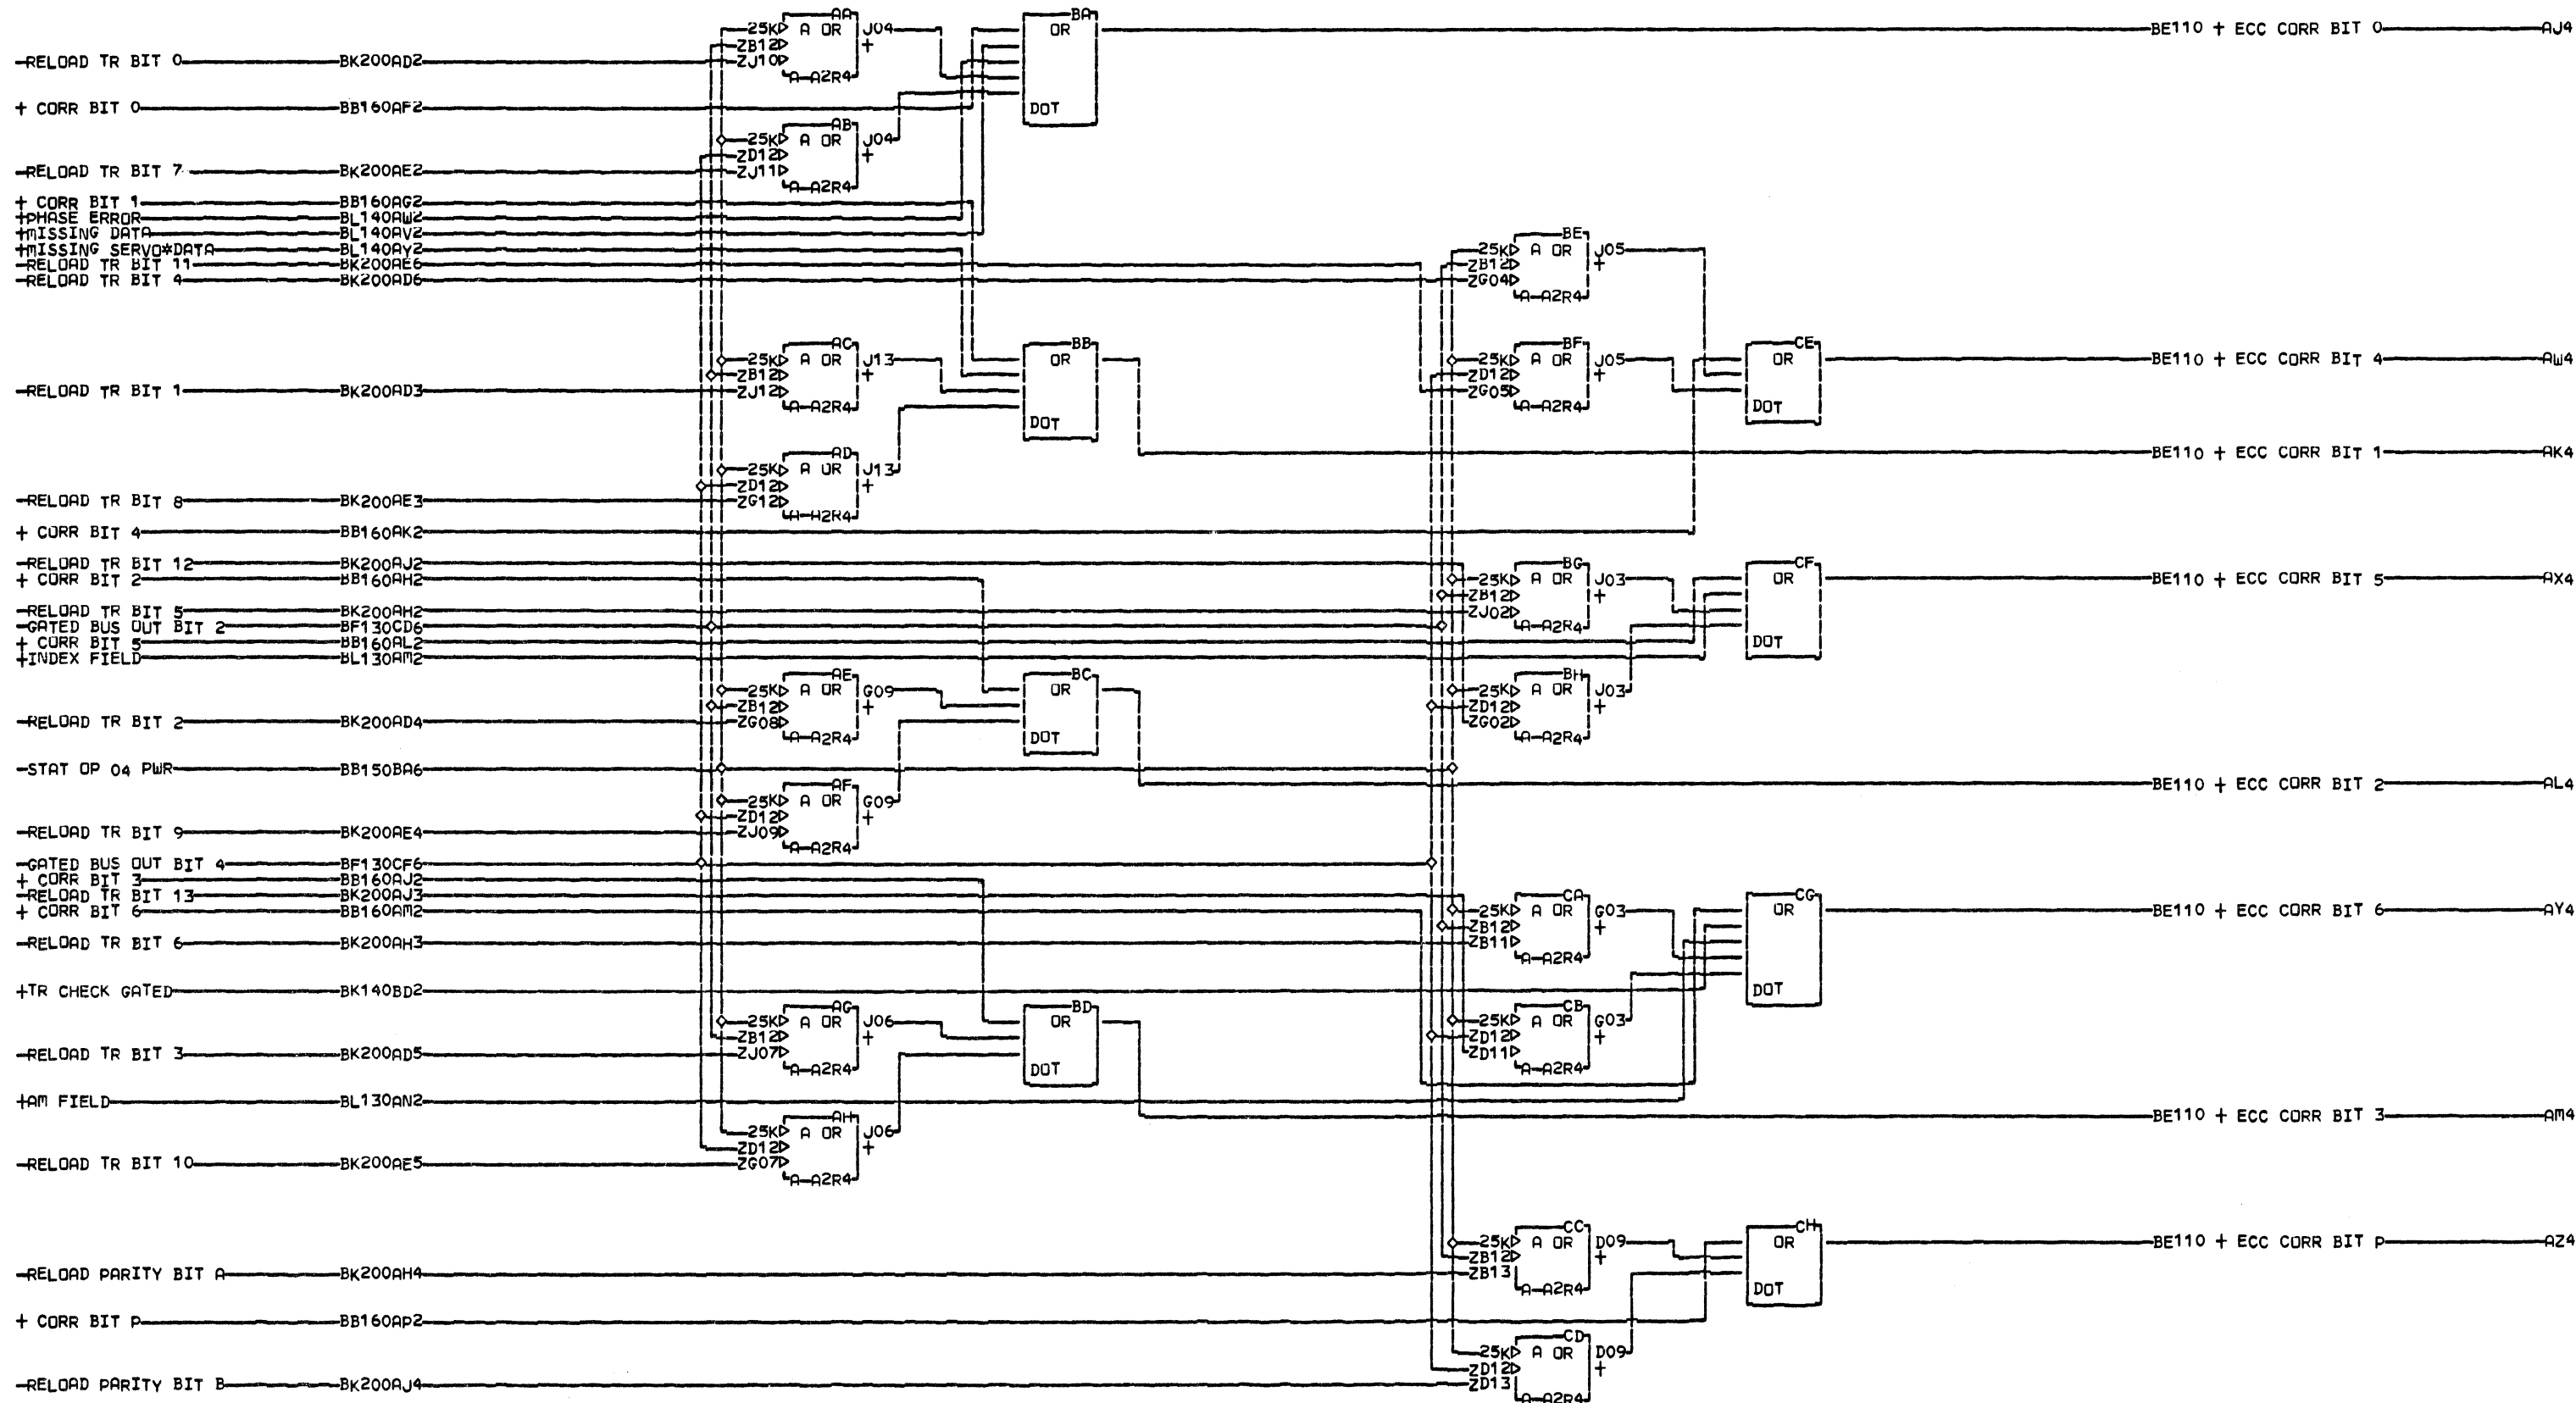 AA BA
25K A OR J04 OR BE110 + ECC CORR BIT 0 AJ4
ZB12 +
-RELOAD TR BIT 0 BK200AD2 ZJ10
A-A2R4
+ CORR BIT 0 BB160AF2 DOT
AB
25K A OR J04
ZD12 +
-RELOAD TR BIT 7 BK200AE2 ZJ11
A-A2R4
+ CORR BIT 1 BB160AG2
+PHASE ERROR BL140AW2
+MISSING DATA BL140AV2
BE
+MISSING SERVO*DATA BL140AY2 25K A OR J05
-RELOAD TR BIT 11 BK200AE6 ZB12 +
-RELOAD TR BIT 4 BK200AD6 ZG04
A-A2R4
AC BB BF CE
25K A OR J13 OR 25K A OR J05 OR BE110 + ECC CORR BIT 4 AW4
ZB12 + ZD12 +
-RELOAD TR BIT 1 BK200AD3 ZJ12 ZG05
A-A2R4 A-A2R4 DOT
DOT
AD BE110 + ECC CORR BIT 1 AK4
25K A OR J13
ZD12 +
-RELOAD TR BIT 8 BK200AE3 ZG12
A-A2R4
+ CORR BIT 4 BB160AK2
-RELOAD TR BIT 12 BK200AJ2 BG CF
+ CORR BIT 2 BB160AH2 25K A OR J03 OR BE110 + ECC CORR BIT 5 AX4
ZB12 +
-RELOAD TR BIT 5 BK200AH2 ZJ02
-GATED BUS OUT BIT 2 BF130CD6 A-A2R4
+ CORR BIT 5 BB160AL2 DOT
+INDEX FIELD BL130AM2
AE BC BH
25K A OR G09 OR 25K A OR J03
ZB12 + ZD12 +
-RELOAD TR BIT 2 BK200AD4 ZG08 ZG02
A-A2R4 DOT A-A2R4
-STAT OP 04 PWR BB150BA6
AF BE110 + ECC CORR BIT 2 AL4
25K A OR G09
ZD12 +
-RELOAD TR BIT 9 BK200AE4 ZJ09
A-A2R4
-GATED BUS OUT BIT 4 BF130CF6
+ CORR BIT 3 BB160AJ2
-RELOAD TR BIT 13 BK200AJ3 CA CG
+ CORR BIT 6 BB160AM2 25K A OR G03 OR BE110 + ECC CORR BIT 6 AY4
ZB12 +
-RELOAD TR BIT 6 BK200AH3 ZB11
A-A2R4
+TR CHECK GATED BK140BD2 DOT
AG BD CB
25K A OR J06 OR 25K A OR G03
ZB12 + ZD12 +
-RELOAD TR BIT 3 BK200AD5 ZJ07 ZD11
A-A2R4 DOT A-A2R4
+AM FIELD BL130AN2
AH BE110 + ECC CORR BIT 3 AM4
25K A OR J06
ZD12 +
-RELOAD TR BIT 10 BK200AE5 ZG07
A-A2R4
CC CH
25K A OR D09 OR BE110 + ECC CORR BIT P AZ4
ZB12 +
-RELOAD PARITY BIT A BK200AH4 ZB13
A-A2R4 DOT
+ CORR BIT P BB160AP2
CD
25K A OR D09
ZD12 +
-RELOAD PARITY BIT B BK200AJ4 ZD13
A-A2R4